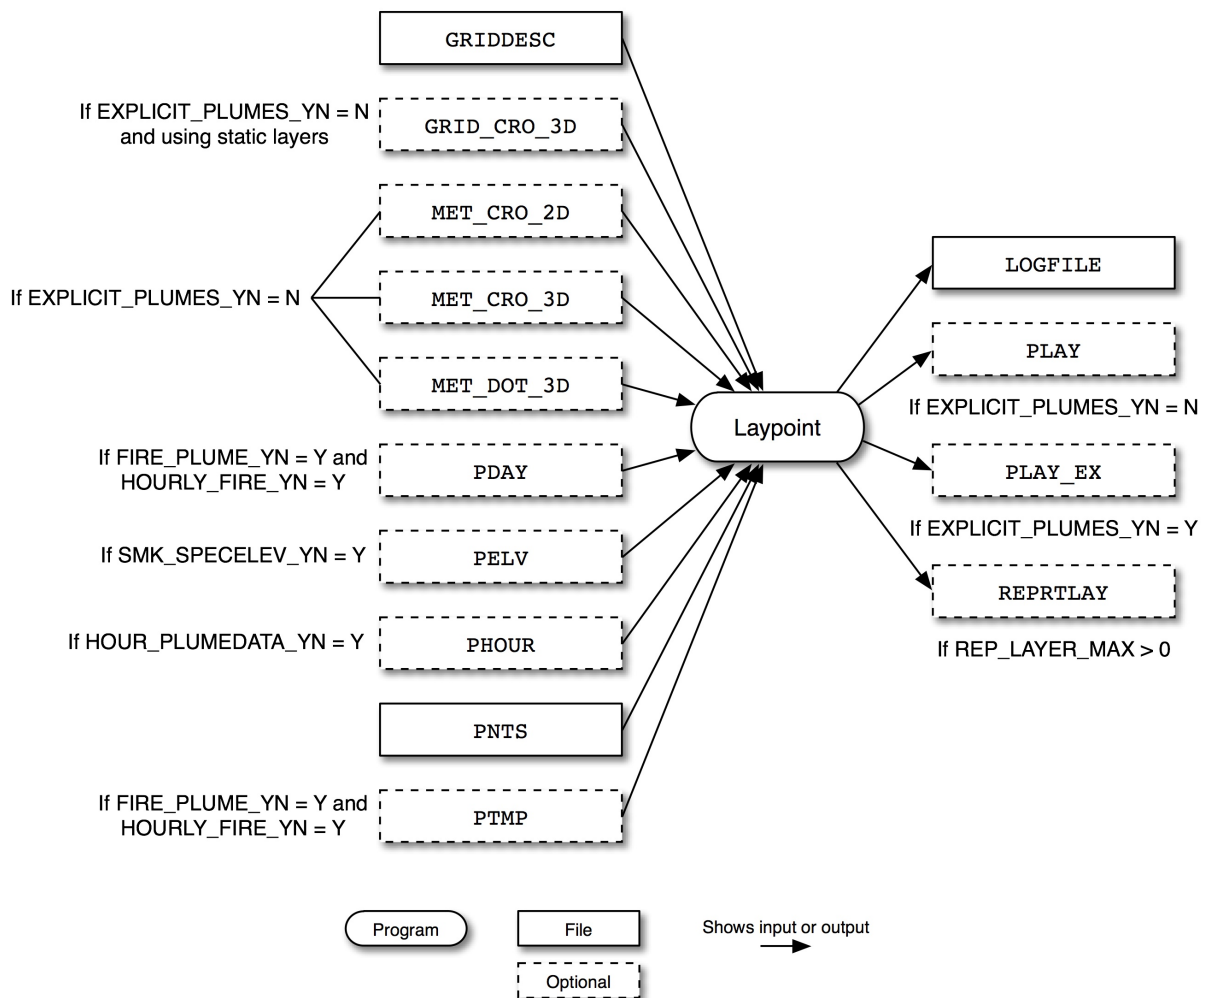 GRIDDESC
If EXPLICIT_PLUMES_YN = N
and using static layers
GRID_CRO_3D
MET_CRO_2D
If EXPLICIT_PLUMES_YN = N
MET_CRO_3D
MET_DOT_3D
If FIRE_PLUME_YN = Y and
HOURLY_FIRE_YN = Y
PDAY
If SMK_SPECELEV_YN = Y
PELV
If HOUR_PLUMEDATA_YN = Y
PHOUR
PNTS
If FIRE_PLUME_YN = Y and
HOURLY_FIRE_YN = Y
PTMP
Laypoint
LOGFILE
PLAY
If EXPLICIT_PLUMES_YN = N
PLAY_EX
If EXPLICIT_PLUMES_YN = Y
REPRTLAY
If REP_LAYER_MAX > 0
Program
File
Optional
Shows input or output